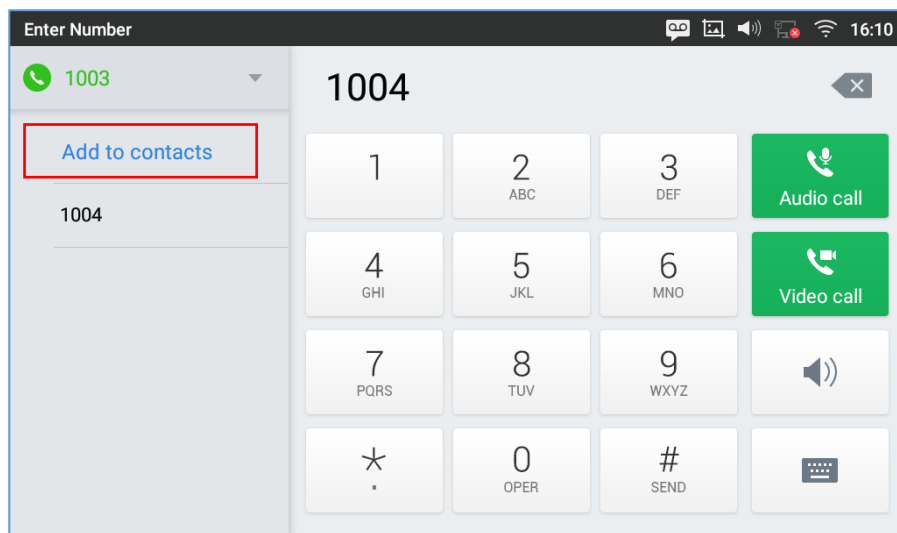 Enter Number
16:10
1003
Add to contacts
1004
1004
1
2
ABC
3
DEF
Audio call
4
GHI
5
JKL
6
MNO
Video call
7
PQRS
8
TUV
9
WXYZ
*
.
0
OPER
#
SEND